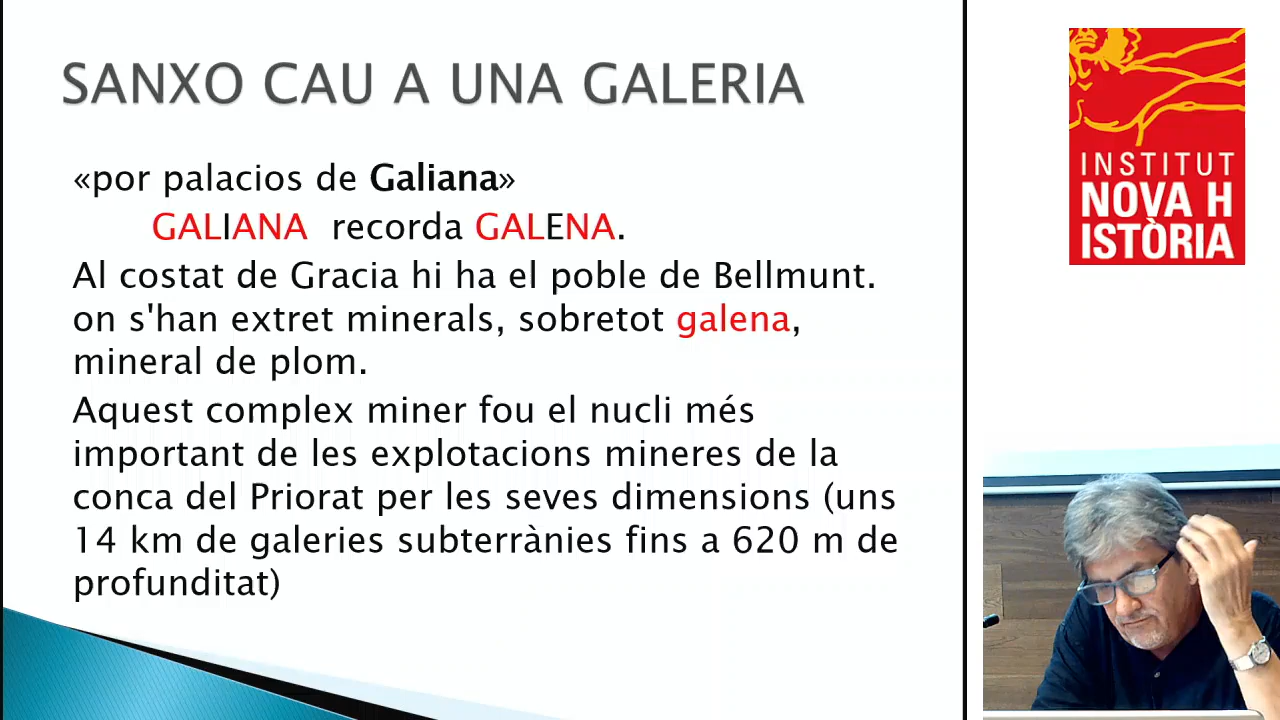 SANXO CAU A UNA GALERIA
«por palacios de Galiana»
GALIANA recorda GALENA.
Al costat de Gracia hi ha el poble de Bellmunt.
on s'han extret minerals, sobretot galena,
mineral de plom.
Aquest complex miner fou el nucli més
important de les explotacions mineres de la
conca del Priorat per les seves dimensions (uns
14 km de galeries subterrànies fins a 620 m de
profunditat)
INSTITUT
NOVA H
ISTÒRIA